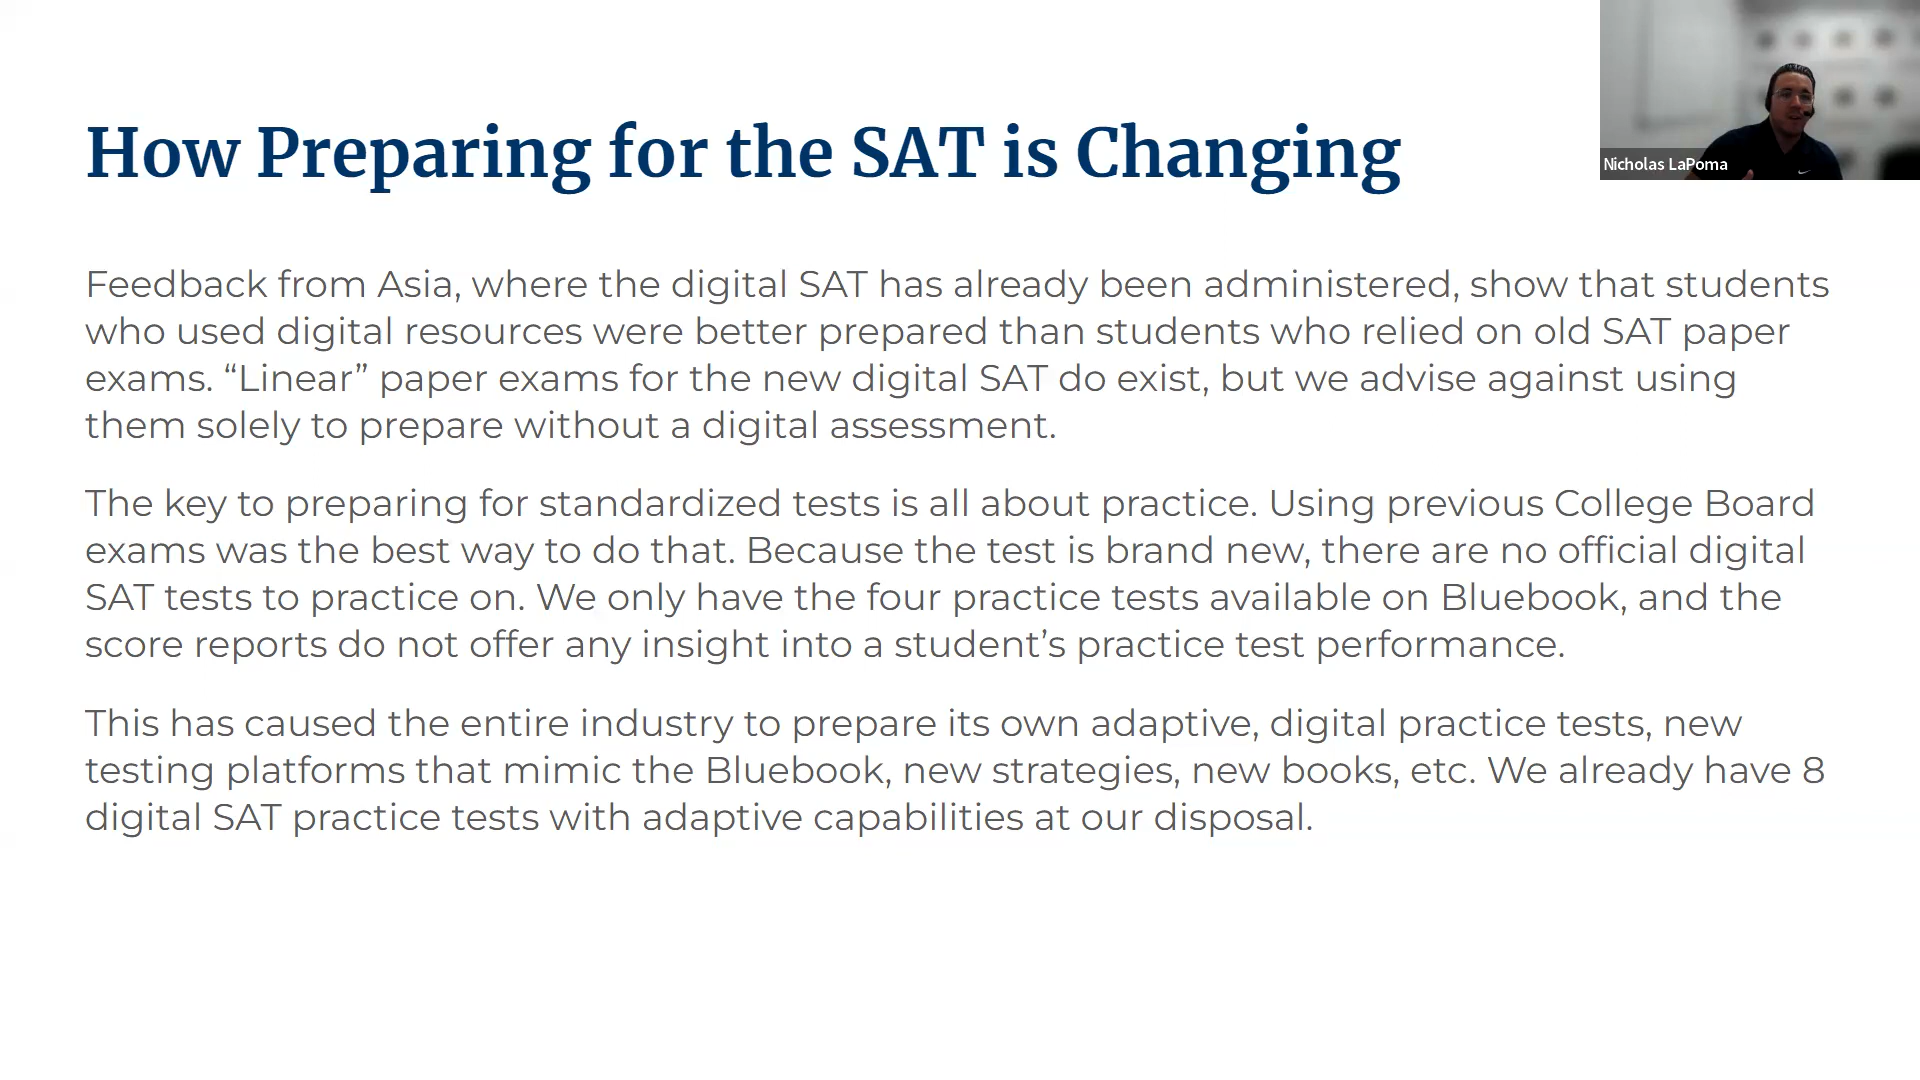 How Preparing for the SAT is Changing
Nicholas LaPoma
Feedback from Asia, where the digital SAT has already been administered, show that students
who used digital resources were better prepared than students who relied on old SAT paper
exams. “Linear” paper exams for the new digital SAT do exist, but we advise against using
them solely to prepare without a digital assessment.
The key to preparing for standardized tests is all about practice. Using previous College Board
exams was the best way to do that. Because the test is brand new, there are no official digital
SAT tests to practice on. We only have the four practice tests available on Bluebook, and the
score reports do not offer any insight into a student’s practice test performance.
This has caused the entire industry to prepare its own adaptive, digital practice tests, new
testing platforms that mimic the Bluebook, new strategies, new books, etc. We already have 8
digital SAT practice tests with adaptive capabilities at our disposal.